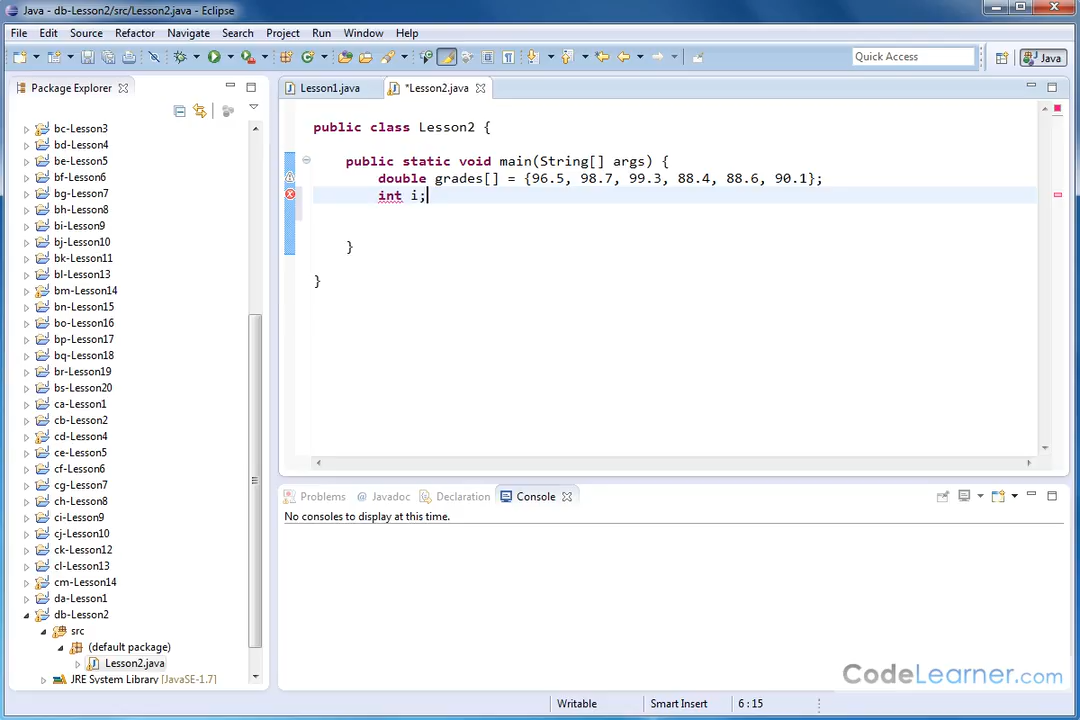 Java - db-Lesson2/src/Lesson2.java - Eclipse
File Edit Source Refactor Navigate Search Project Run Window Help
Quick Access
Java
Package Explorer
Lesson1.java
*Lesson2.java
bc-Lesson3
bd-Lesson4
be-Lesson5
bf-Lesson6
bg-Lesson7
bh-Lesson8
bi-Lesson9
bj-Lesson10
bk-Lesson11
bl-Lesson13
bm-Lesson14
bn-Lesson15
bo-Lesson16
bp-Lesson17
bq-Lesson18
br-Lesson19
bs-Lesson20
ca-Lesson1
cb-Lesson2
cd-Lesson4
ce-Lesson5
cf-Lesson6
cg-Lesson7
ch-Lesson8
ci-Lesson9
cj-Lesson10
ck-Lesson12
cl-Lesson13
cm-Lesson14
da-Lesson1
db-Lesson2
src
(default package)
Lesson2.java
JRE System Library [JavaSE-1.7]
public class Lesson2 {
public static void main(String[] args) {
double grades[] = {96.5, 98.7, 99.3, 88.4, 88.6, 90.1};
int i;
}
}
Problems @ Javadoc Declaration Console
No consoles to display at this time.
CodeLearner.com
Writable Smart Insert 6 : 15